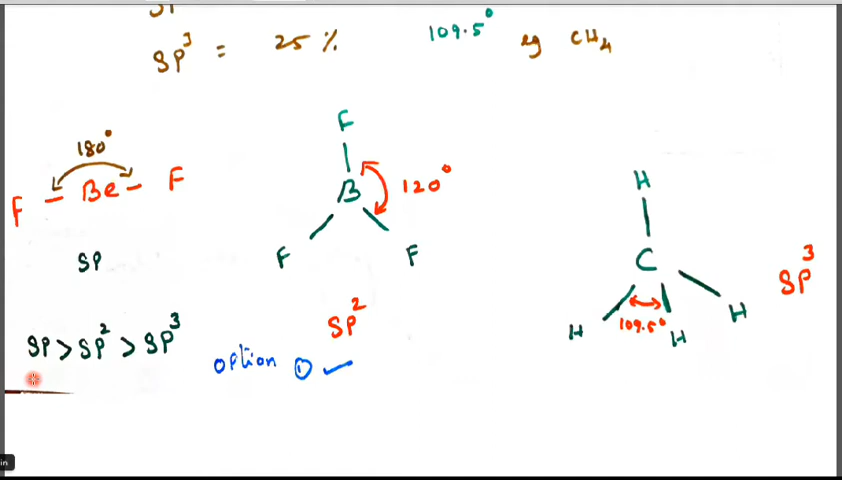 SP³ = 25 % 109.5° eg CH₄
180°
F - Be - F
SP
F
B 120°
F F
SP²
H
C
109.5°
H H H
SP³
SP > SP² > SP³
option ① ✓
in